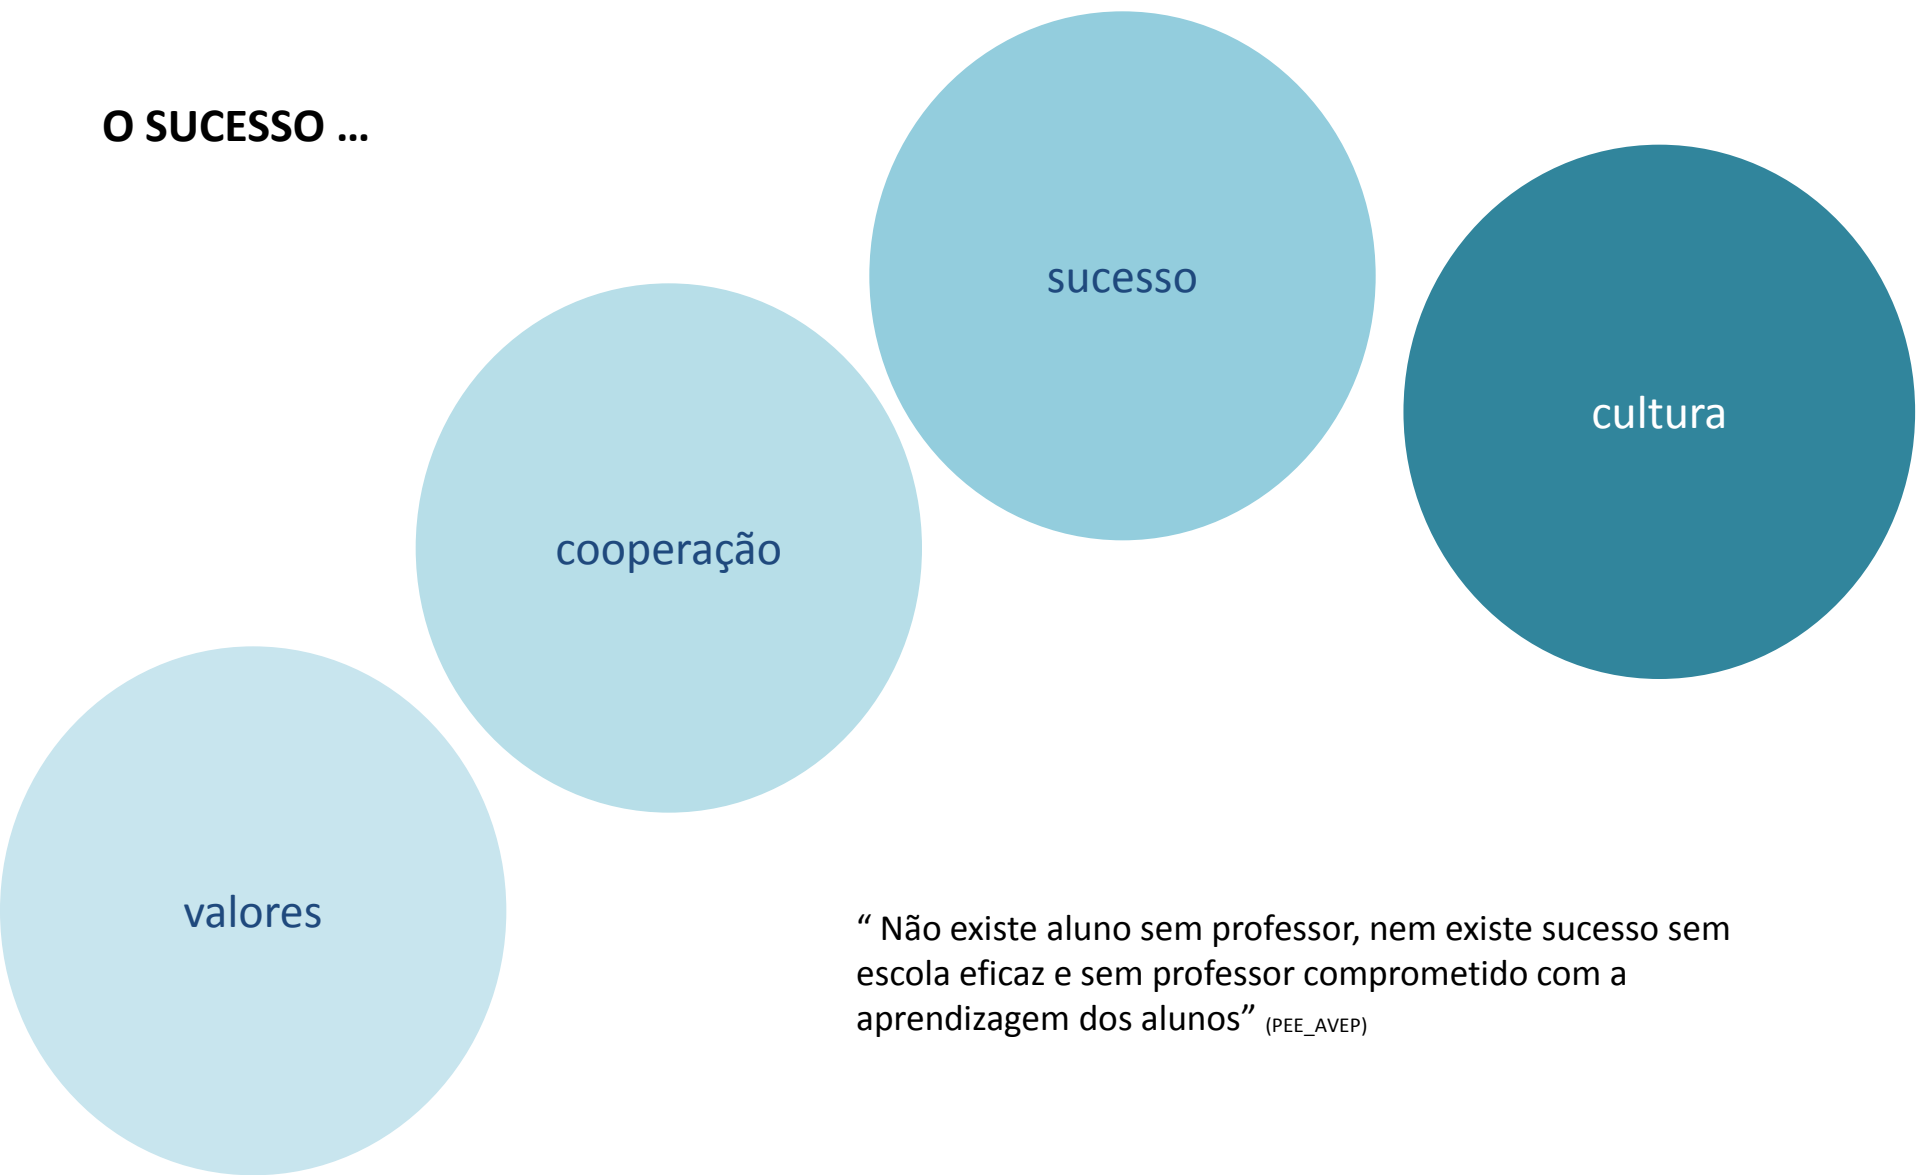 O SUCESSO ...
sucesso
cultura
cooperação
valores
“ Não existe aluno sem professor, nem existe sucesso sem
escola eficaz e sem professor comprometido com a
aprendizagem dos alunos” (PEE_AVEP)